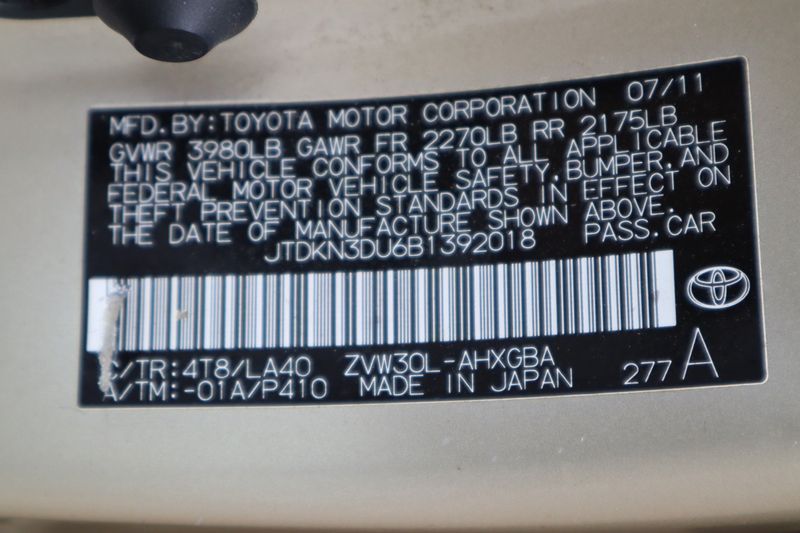 MFD. BY: TOYOTA MOTOR CORPORATION 07/11
GVWR 3980LB GAWR FR 2270LB RR 2175LB
THIS VEHICLE CONFORMS TO ALL APPLICABLE
FEDERAL MOTOR VEHICLE SAFETY, BUMPER, AND
THEFT PREVENTION STANDARDS IN EFFECT ON
THE DATE OF MANUFACTURE SHOWN ABOVE.
JTDKN3DU6B1392018 PASS. CAR
C/TR: 4T8/LA40 ZVW30L-AHXGBA
A/TM: -01A/P410 MADE IN JAPAN 277 A